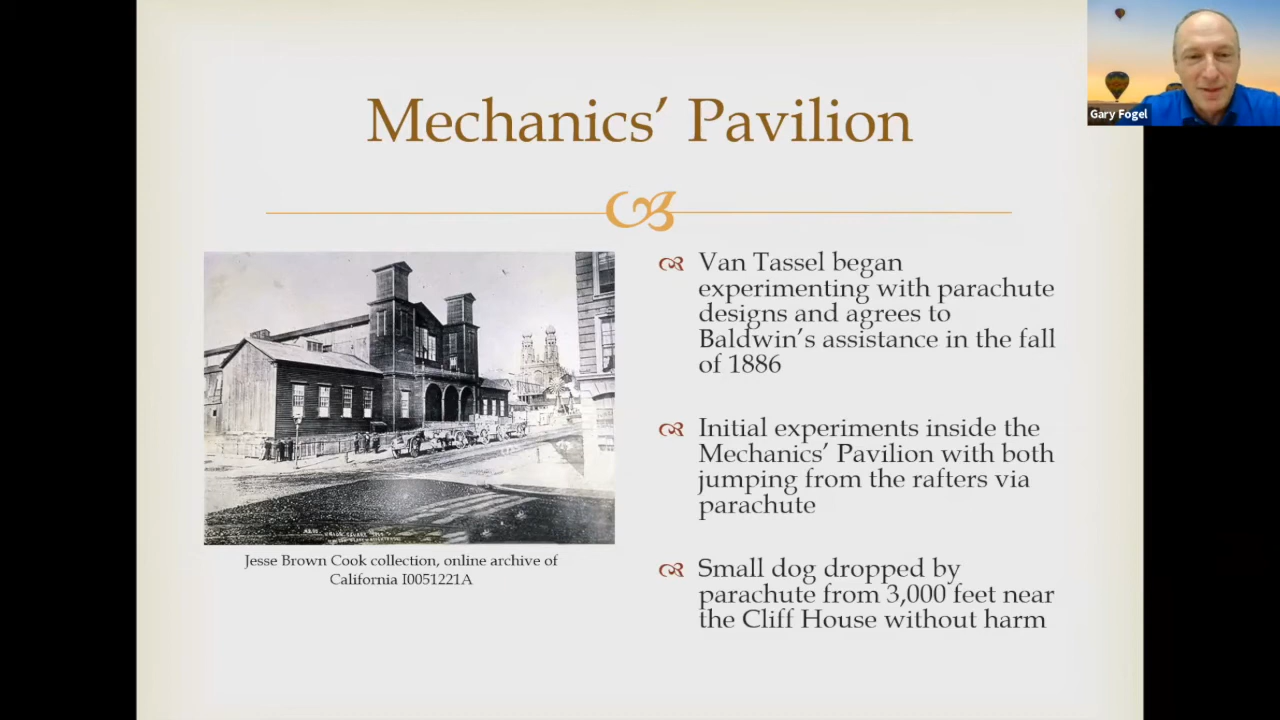 Gary Fogel
Mechanics’ Pavilion
Van Tassel began
experimenting with parachute
designs and agrees to
Baldwin’s assistance in the fall
of 1886
Initial experiments inside the
Mechanics’ Pavilion with both
jumping from the rafters via
parachute
Small dog dropped by
parachute from 3,000 feet near
the Cliff House without harm
Jesse Brown Cook collection, online archive of
California I0051221A